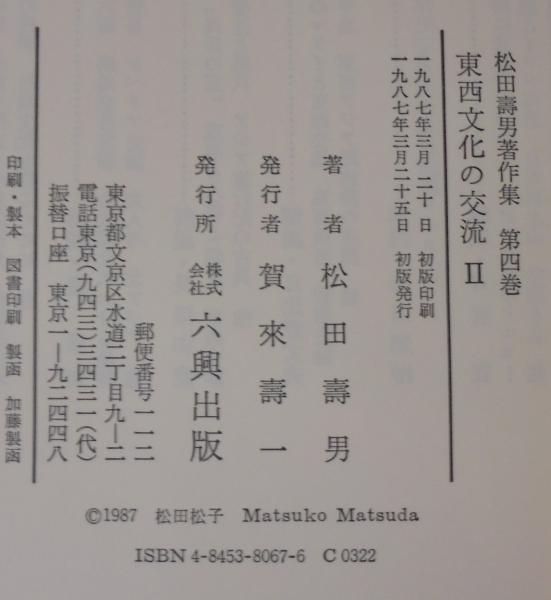 松田壽男著作集　第四巻
東西文化の交流 Ⅱ
一九八七年三月 二十日　初版印刷
一九八七年三月二十五日　初版発行
著　者　松田壽男
発行者　賀來壽一
発行所　株式会社　六興出版
郵便番号一一二
東京都文京区水道二丁目九―二
電話東京(九四三)三四三一(代)
振替口座　東京一―九二四四八
印刷・製本　図書印刷　製函　加藤製函
©1987　松田松子　Matsuko Matsuda
ISBN 4-8453-8067-6　C 0322